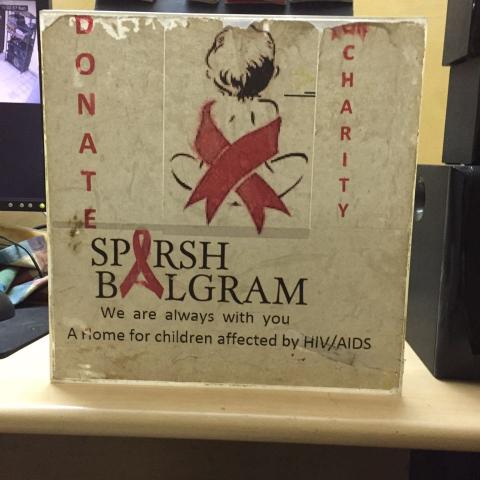 DONATE
CHARITY
SPARSH
BALGRAM
We are always with you
A Home for children affected by HIV/AIDS